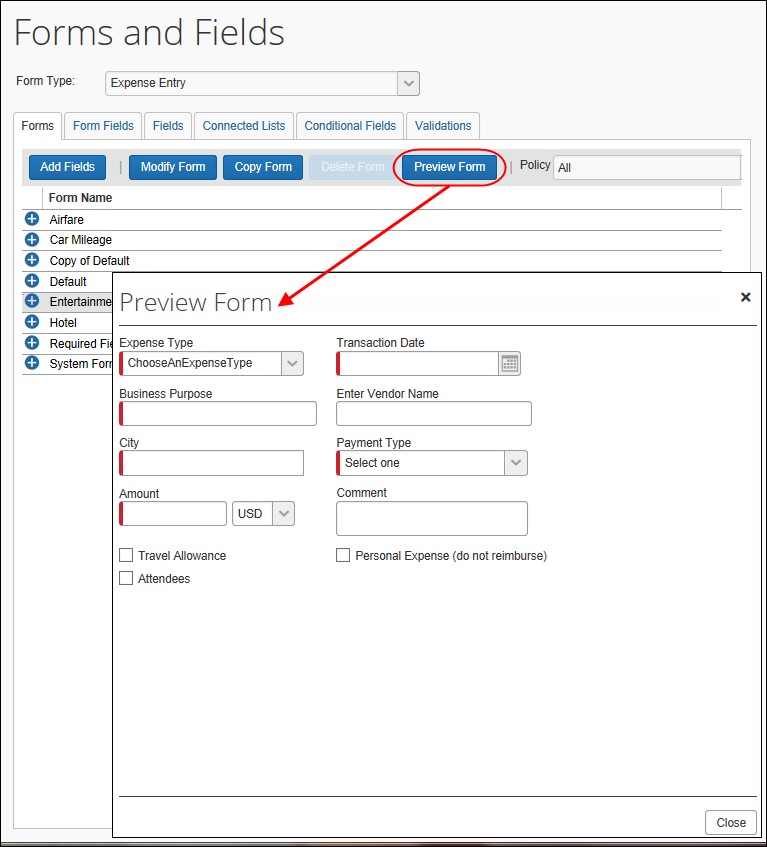 Forms and Fields
Form Type: Expense Entry
Forms Form Fields Fields Connected Lists Conditional Fields Validations
Add Fields | Modify Form Copy Form Delete Form Preview Form | Policy All
Form Name
Airfare
Car Mileage
Copy of Default
Default
Entertainme
Hotel
Required Fie
System Form
Preview Form ×
Expense Type Transaction Date
ChooseAnExpenseType
Business Purpose Enter Vendor Name
City Payment Type
Select one
Amount Comment
USD
Travel Allowance Personal Expense (do not reimburse)
Attendees
Close